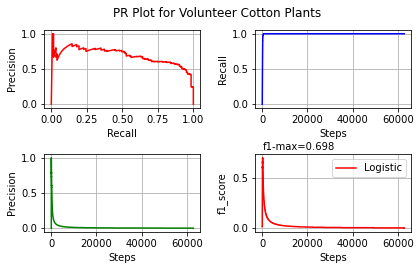 PR Plot for Volunteer Cotton Plants
1.0
0.5
0.0
Precision
0.00 0.25 0.50 0.75 1.00
Recall
1.0
0.5
0.0
Recall
0 20000 40000 60000
Steps
1.0
0.5
0.0
Precision
0 20000 40000 60000
Steps
f1-max=0.698
Logistic
0.5
0.0
f1_score
0 20000 40000 60000
Steps